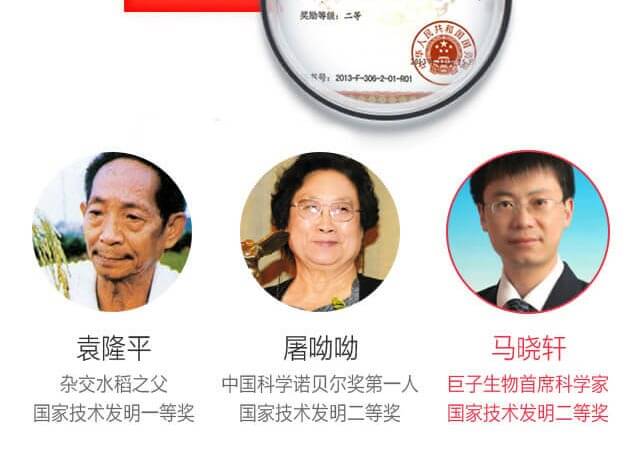 奖励等级：二等
号：2013-F-306-2-01-R01
袁隆平
杂交水稻之父
国家技术发明一等奖
屠呦呦
中国科学诺贝尔奖第一人
国家技术发明二等奖
马晓轩
巨子生物首席科学家
国家技术发明二等奖